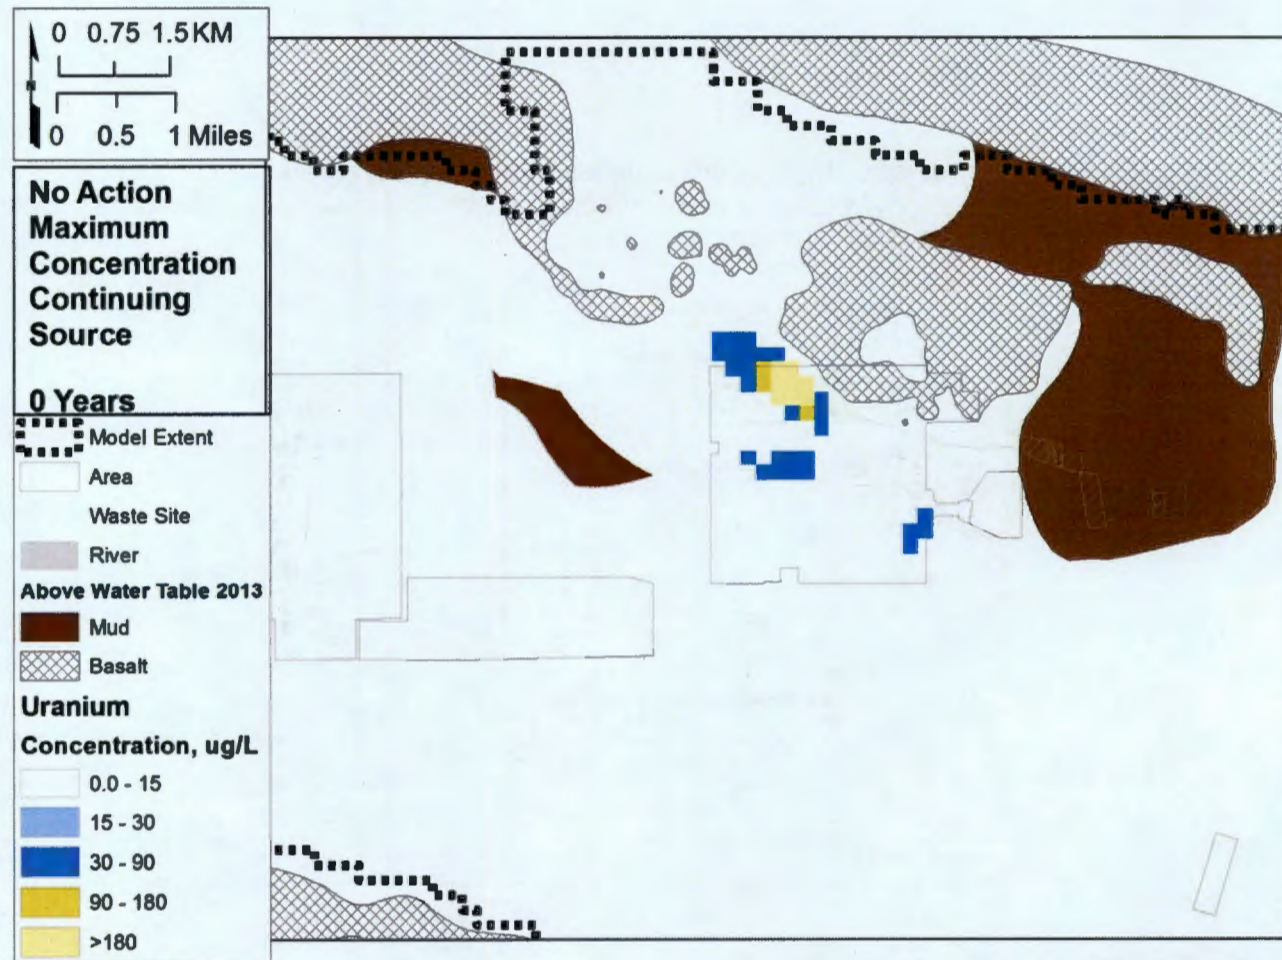 0 0.75 1.5 KM
0 0.5 1 Miles
No Action
Maximum
Concentration
Continuing
Source
0 Years
Model Extent
Area
Waste Site
River
Above Water Table 2013
Mud
Basalt
Uranium
Concentration, ug/L
0.0 - 15
15 - 30
30 - 90
90 - 180
>180